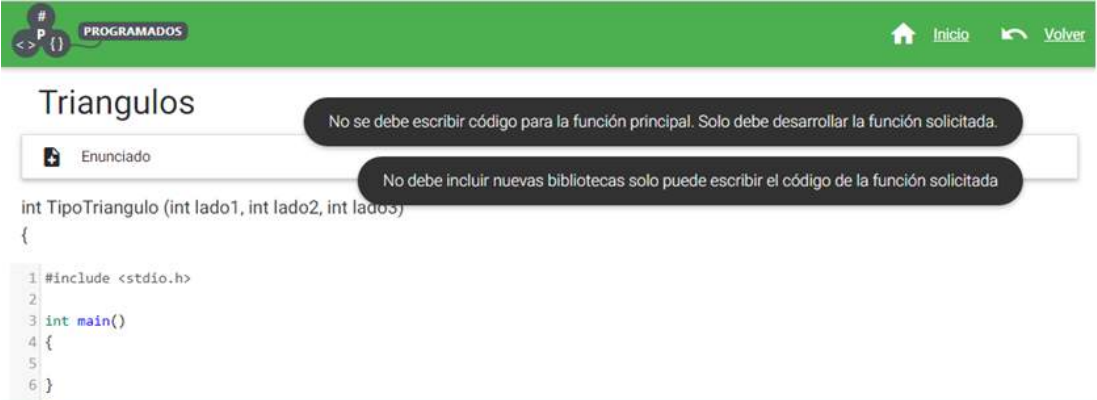 #
P
< >
{ }
PROGRAMADOS
Inicio
Volver
Triangulos
No se debe escribir código para la función principal. Solo debe desarrollar la función solicitada.
Enunciado
No debe incluir nuevas bibliotecas solo puede escribir el código de la función solicitada
int TipoTriangulo (int lado1, int lado2, int lado3)
{
1 #include <stdio.h>
2
3 int main()
4 {
5
6 }